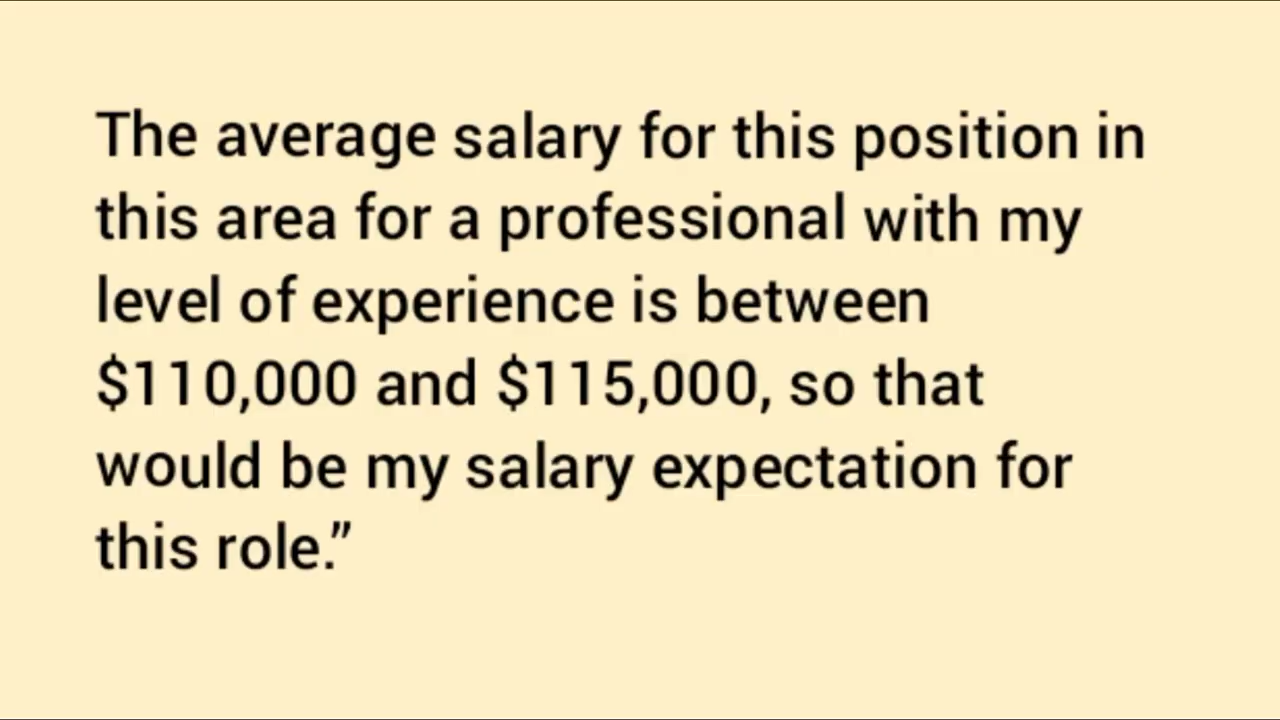 The average salary for this position in
this area for a professional with my
level of experience is between
$110,000 and $115,000, so that
would be my salary expectation for
this role.”